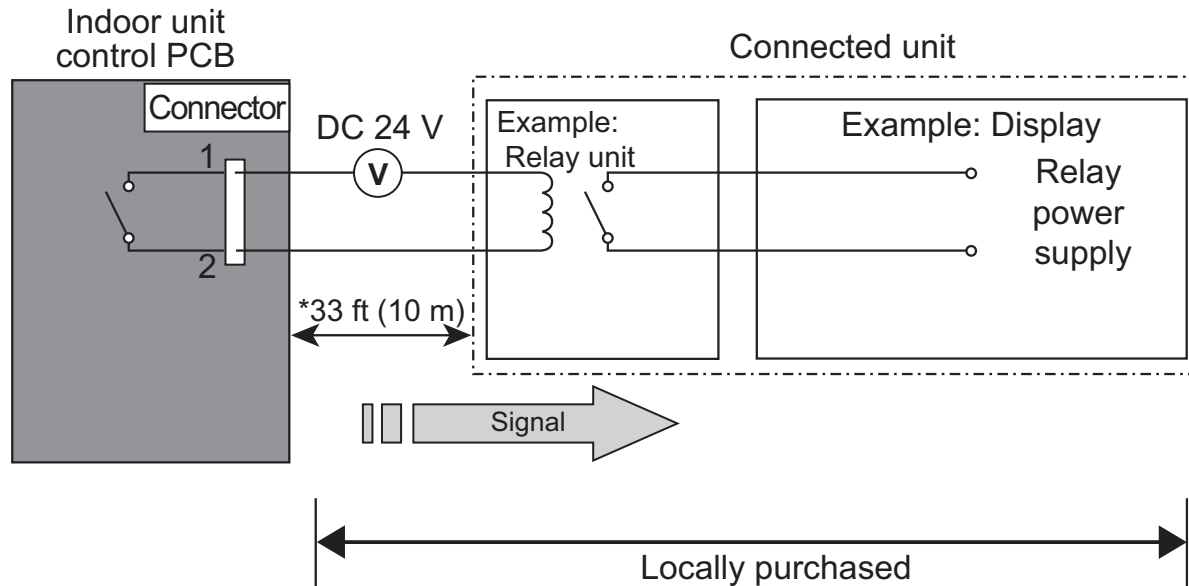 Indoor unit
control PCB
Connected unit
Connector
DC 24 V
V
1
2
Example:
Relay unit
Example: Display
Relay
power
supply
*33 ft (10 m)
Signal
Locally purchased